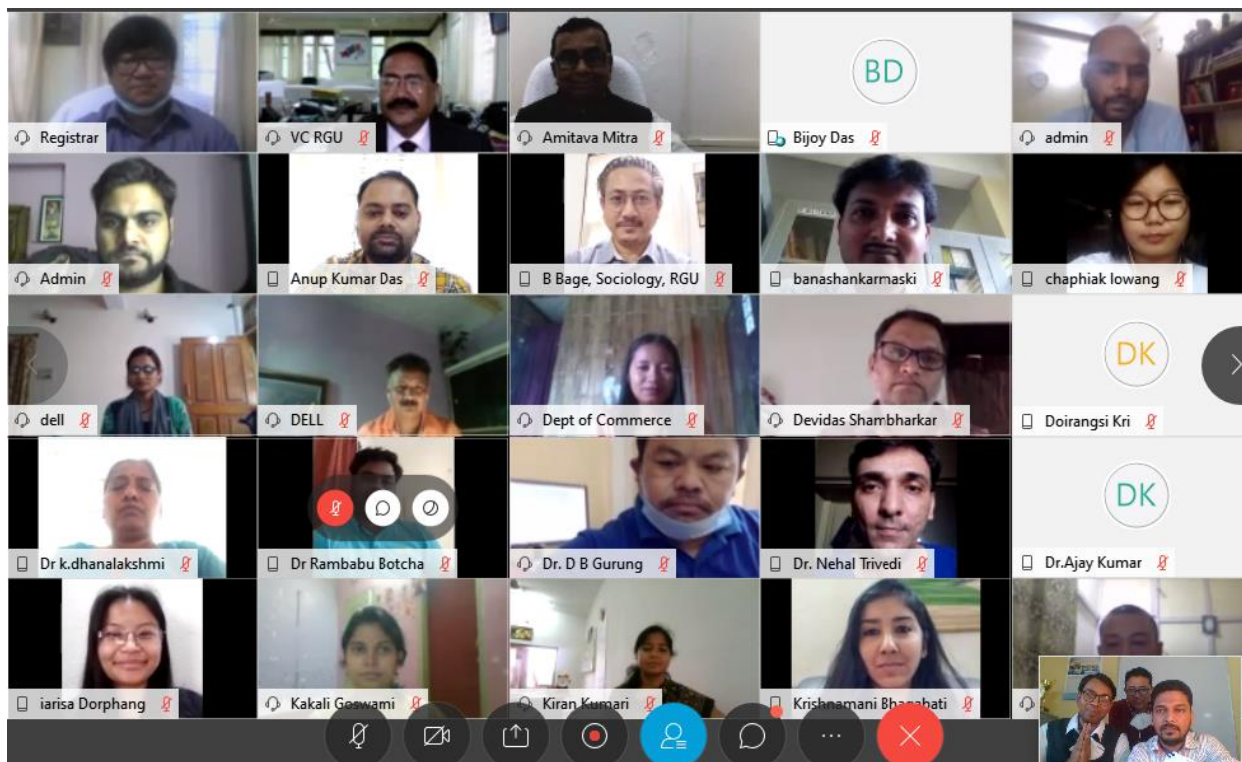 Registrar
VC RGU
Amitava Mitra
BD
Bijoy Das
admin
Admin
Anup Kumar Das
B Bage, Sociology, RGU
banashankarmaski
chaphiak lowang
dell
DELL
Dept of Commerce
Devidas Shambharkar
DK
Doirangsi Kri
Dr k.dhanalakshmi
Dr Rambabu Botcha
Dr. D B Gurung
Dr. Nehal Trivedi
DK
Dr.Ajay Kumar
iarisa Dorphang
Kakali Goswami
Kiran Kumari
Krishnamani Bhagabati